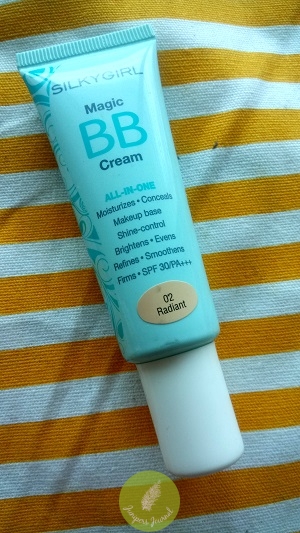 SILKYGIRL
Magic
BB
Cream
ALL-IN-ONE
Moisturizes • Conceals
Makeup base
Shine-control
Brightens • Evens
Refines • Smoothens
Firms • SPF 30/PA+++
02
Radiant